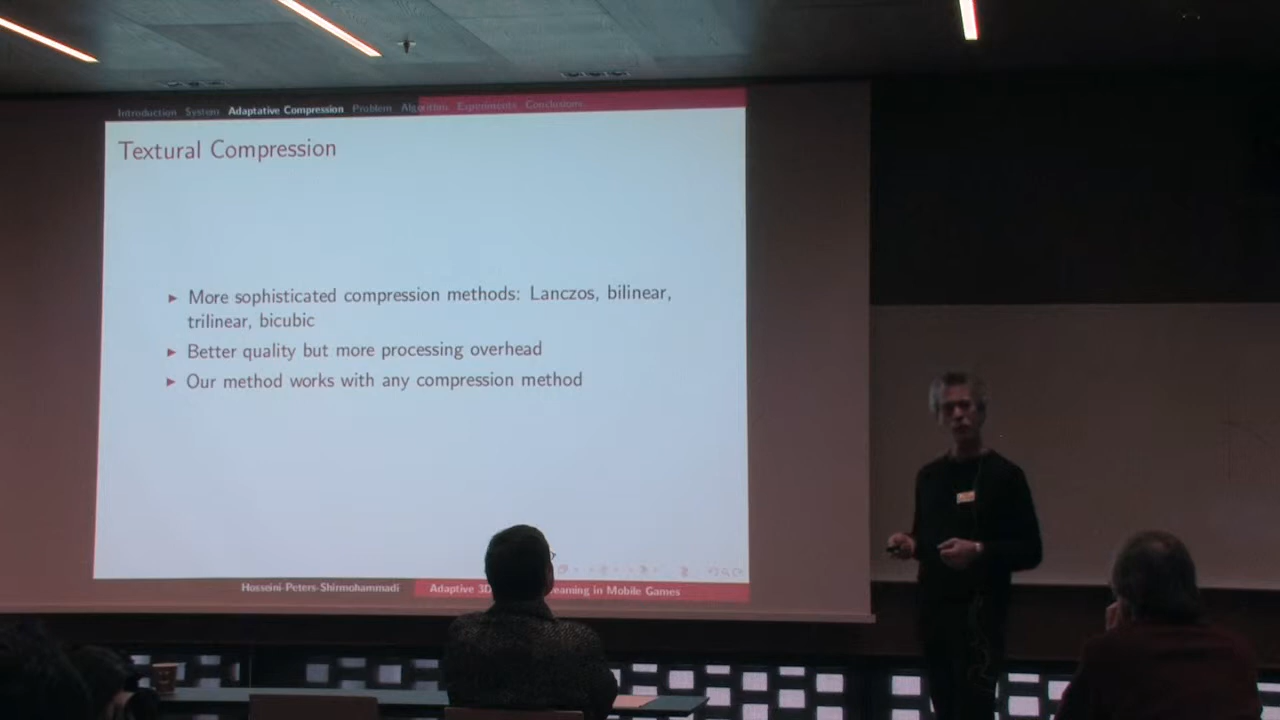 Introduction System Adaptative Compression Problem Algorithm Experiments Conclusions
Textural Compression
► More sophisticated compression methods: Lanczos, bilinear,
trilinear, bicubic
► Better quality but more processing overhead
► Our method works with any compression method
Hosseini-Peters-Shirmohammadi
Adaptive 3D eaming in Mobile Games